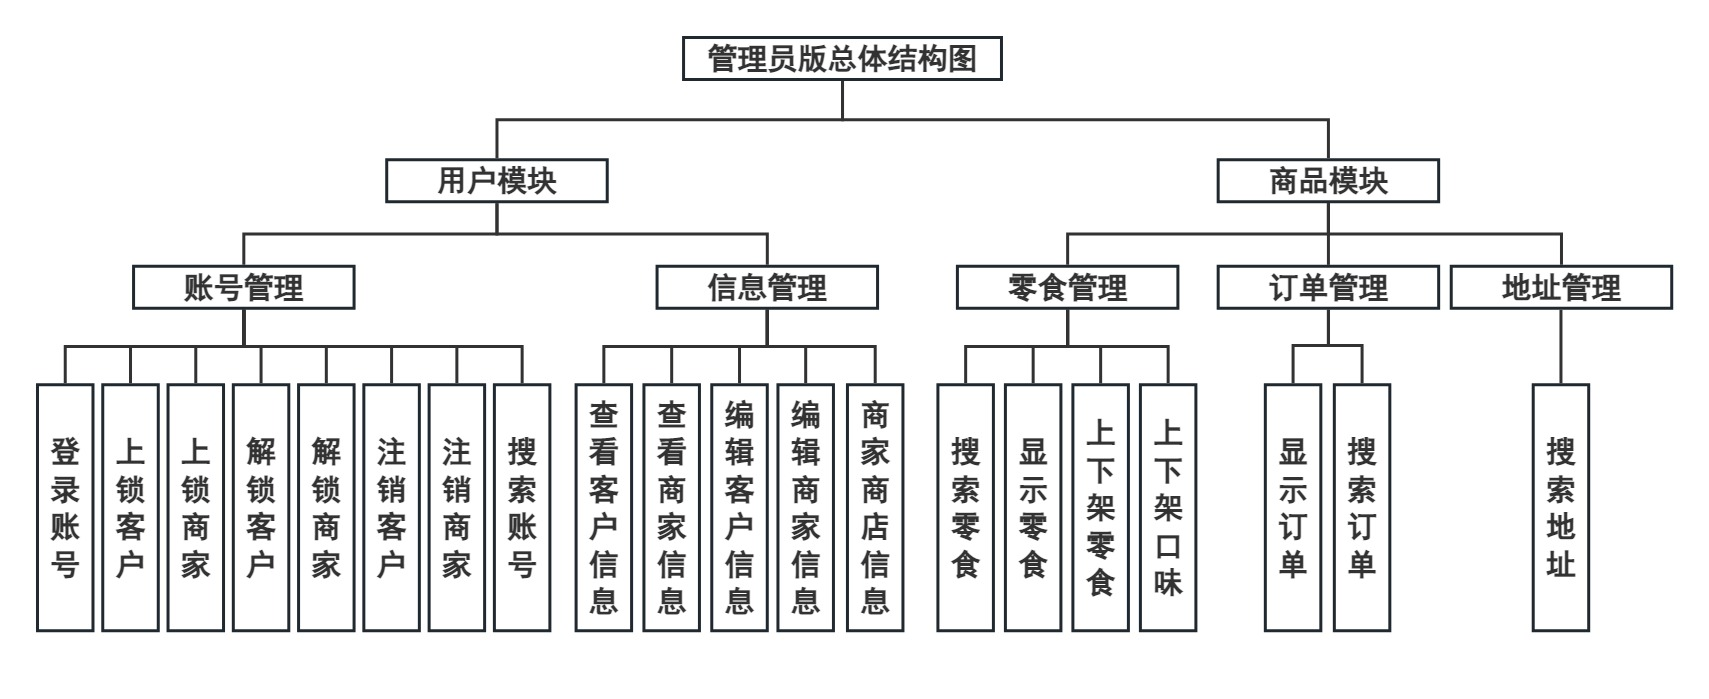 管理员版总体结构图
用户模块
商品模块
账号管理
信息管理
零食管理
订单管理
地址管理
登录账号
上锁客户
上锁商家
解锁客户
解锁商家
注销客户
注销商家
搜索账号
查看客户信息
查看商家信息
编辑客户信息
编辑商家信息
商家商店信息
搜索零食
显示零食
上下架零食
上下架口味
显示订单
搜索订单
搜索地址